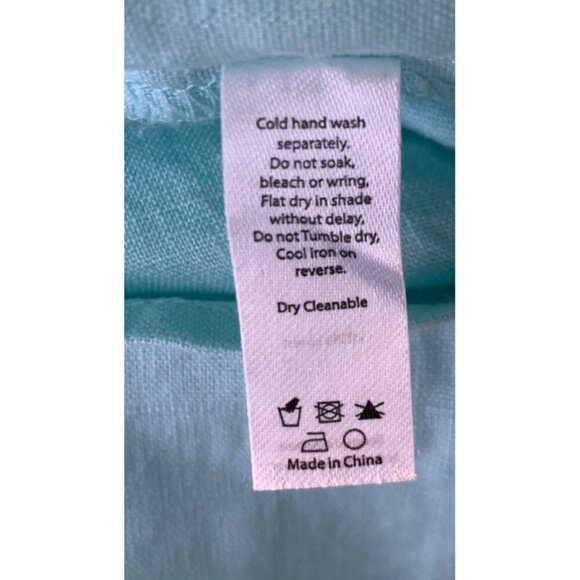 Cold hand wash
separately.
Do not soak,
bleach or wring,
Flat dry in shade
without delay,
Do not Tumble dry,
Cool iron on
reverse.
Dry Cleanable
Made in China